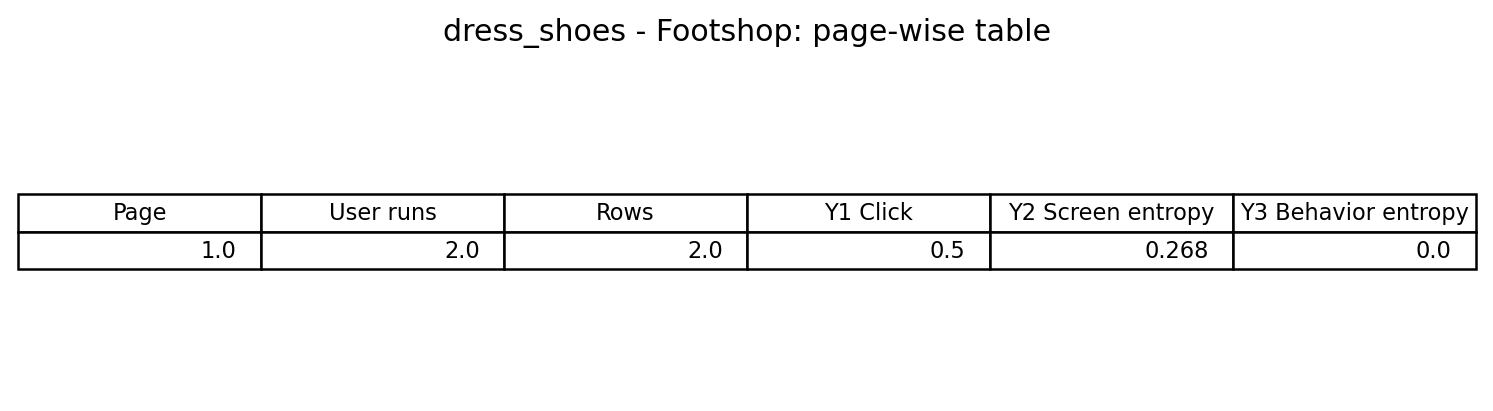 dress_shoes - Footshop: page-wise table
Page User runs Rows Y1 Click Y2 Screen entropy Y3 Behavior entropy
1.0 2.0 2.0 0.5 0.268 0.0